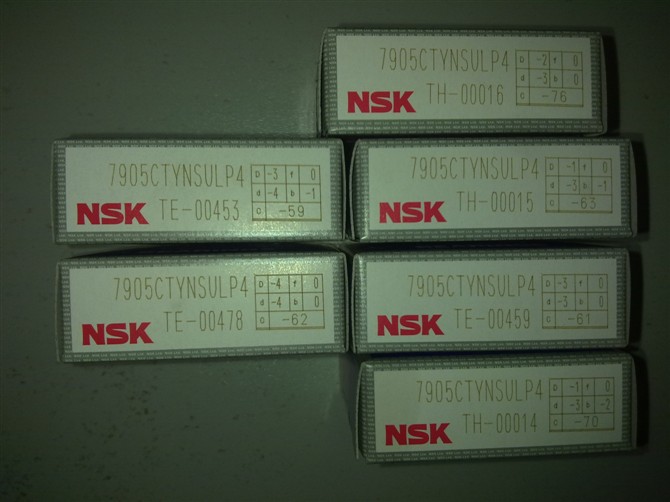 7905CTYNSULP4
D -2 f 0
d -3 b 0
NSK TH-00016
C -76
7905CTYNSULP4
D -3 f 0
d -4 b -1
NSK TE-00453
C -59
7905CTYNSULP4
D -1 f 0
d -3 b -1
NSK TH-00015
C -63
7905CTYNSULP4
D -4 f 0
d -4 b 0
NSK TE-00478
C -62
7905CTYNSULP4
D -3 f 0
d -3 b 0
NSK TE-00459
C -61
7905CTYNSULP4
D -1 f 0
d -3 b -2
NSK TH-00014
C -70